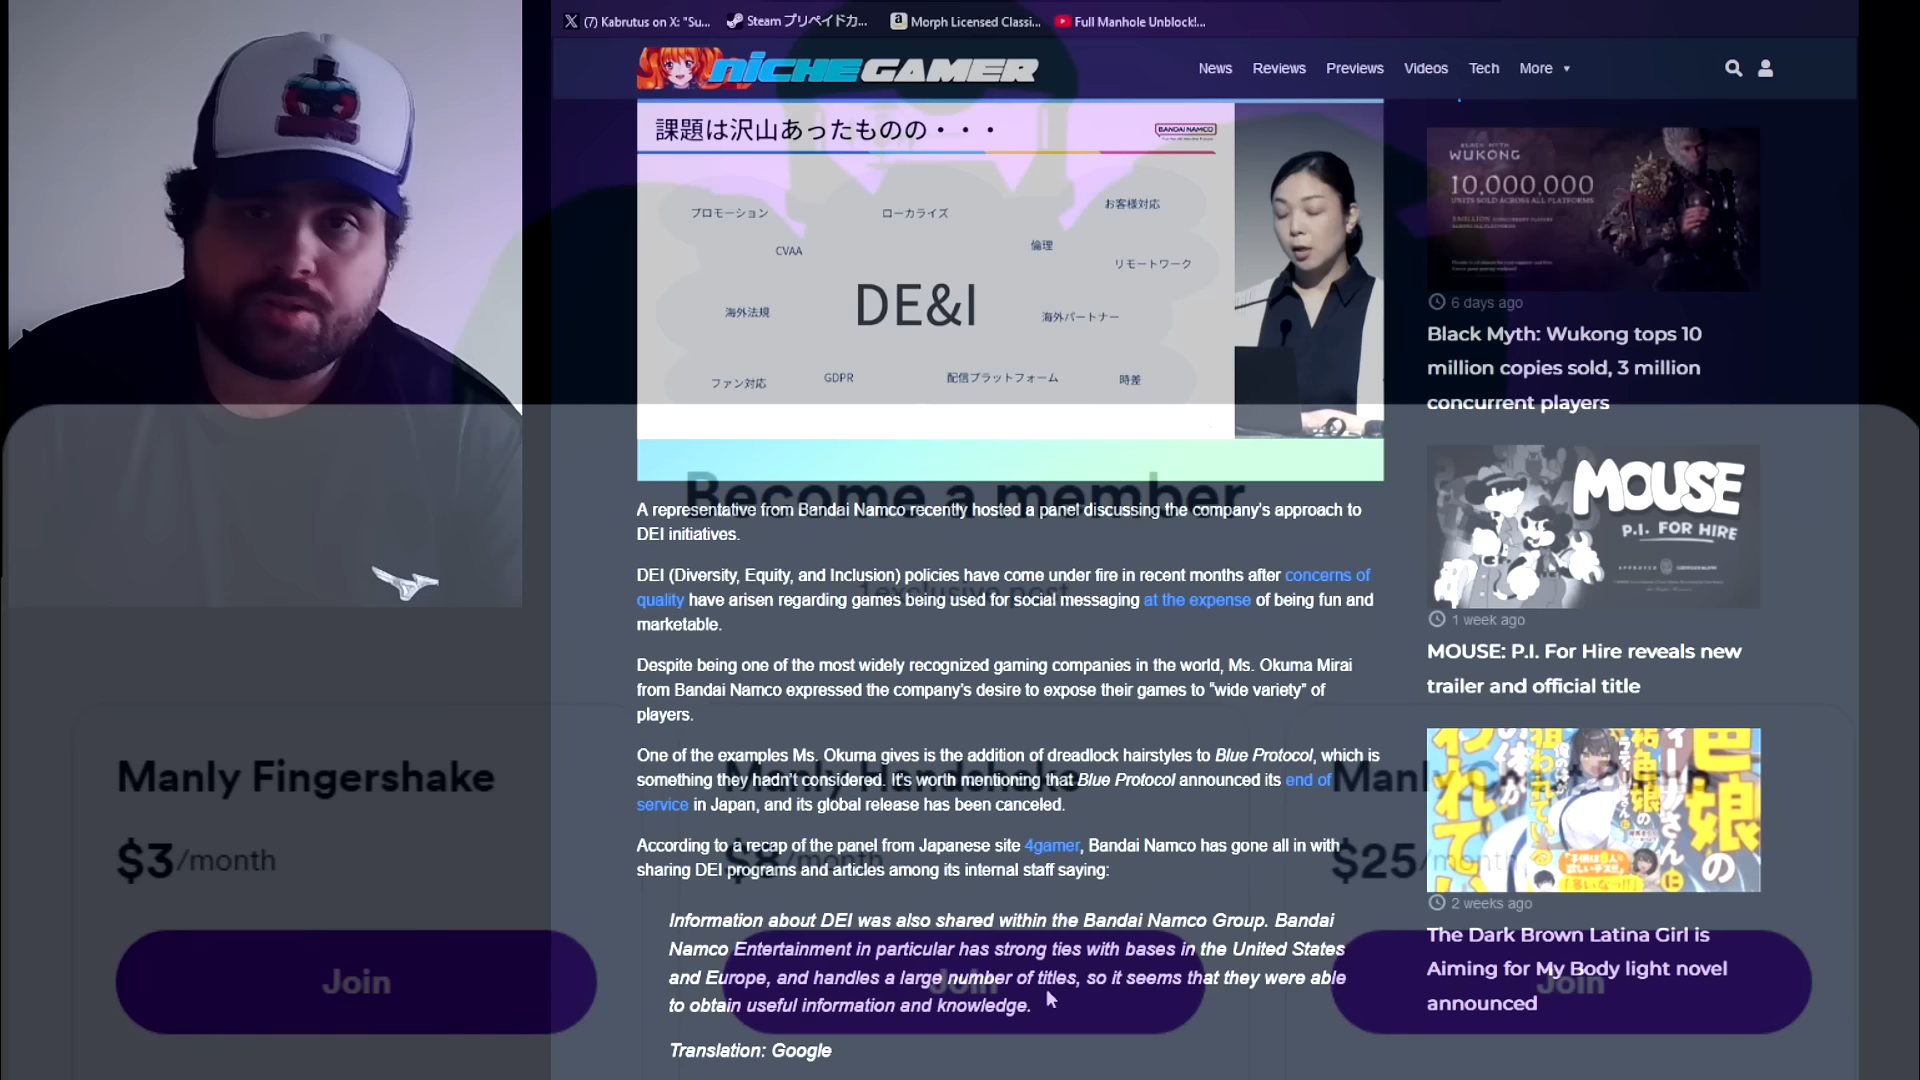 (7) Kabrutus on X: "Su...
Steam プリペイドカ...
Morph Licensed Classi...
Full Manhole Unblock!...
NICHEGAMER
News
Reviews
Previews
Videos
Tech
More
課題は沢山あったものの・・・
BANDAI NAMCO
プロモーション
ローカライズ
お客様対応
CVAA
倫理
リモートワーク
DE&I
海外法規
海外パートナー
ファン対応
GDPR
配信プラットフォーム
時差
A representative from Bandai Namco recently hosted a panel discussing the company's approach to
DEI initiatives.
DEI (Diversity, Equity, and Inclusion) policies have come under fire in recent months after concerns of
quality have arisen regarding games being used for social messaging at the expense of being fun and
marketable.
Despite being one of the most widely recognized gaming companies in the world, Ms. Okuma Mirai
from Bandai Namco expressed the company's desire to expose their games to "wide variety" of
players.
One of the examples Ms. Okuma gives is the addition of dreadlock hairstyles to Blue Protocol, which is
something they hadn't considered. It's worth mentioning that Blue Protocol announced its end of
service in Japan, and its global release has been canceled.
According to a recap of the panel from Japanese site 4gamer, Bandai Namco has gone all in with
sharing DEI programs and articles among its internal staff saying:
Information about DEI was also shared within the Bandai Namco Group. Bandai
Namco Entertainment in particular has strong ties with bases in the United States
and Europe, and handles a large number of titles, so it seems that they were able
to obtain useful information and knowledge.
Translation: Google
BLACK MYTH
WUKONG
10,000,000
UNITS SOLD ACROSS ALL PLATFORMS
6 days ago
Black Myth: Wukong tops 10
million copies sold, 3 million
concurrent players
MOUSE
P.I. FOR HIRE
1 week ago
MOUSE: P.I. For Hire reveals new
trailer and official title
2 weeks ago
The Dark Brown Latina Girl is
Aiming for My Body light novel
announced
Become a member
1 exclusive post
Manly Fingershake
$3/month
Join
Manly Handshake
$8/month
Join
Manly
$25/month
Join